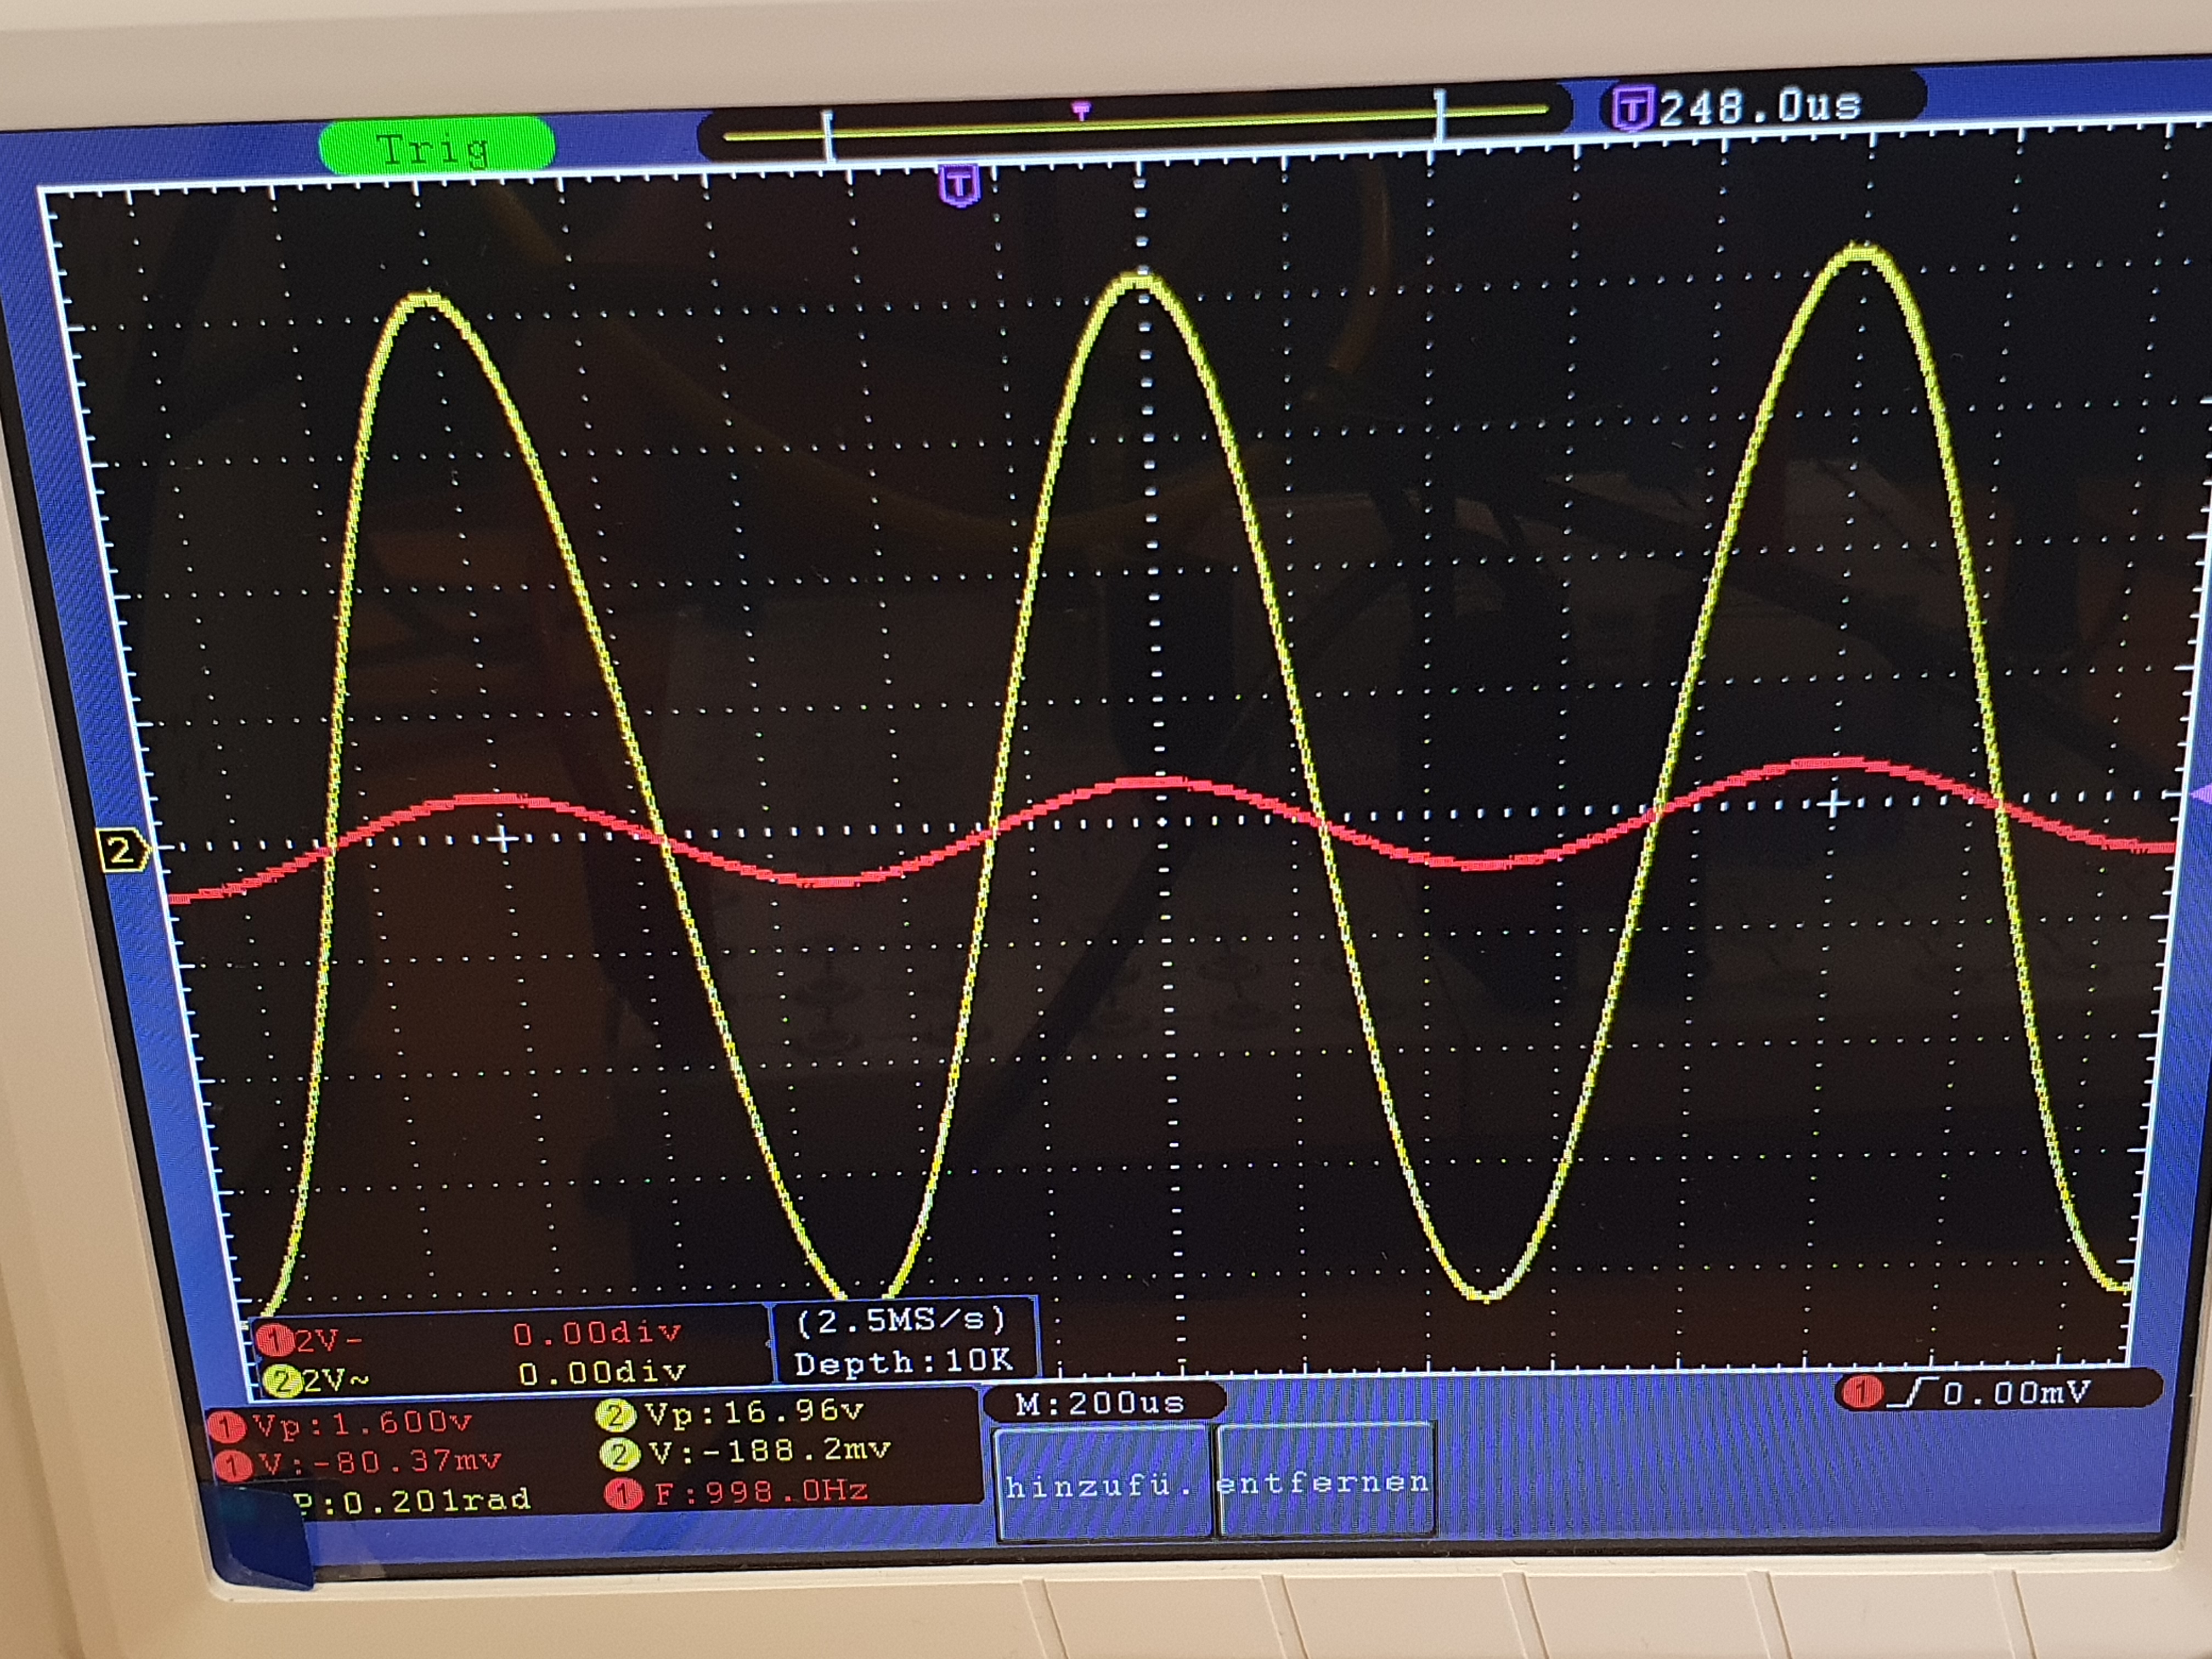 Trig
T 248.0us
T
2
1 2V- 0.00div
2 2V~ 0.00div
(2.5MS/s)
Depth:10K
M:200us
1 0.00mV
1 Vp:1.600v 2 Vp:16.96v
1 V:-80.37mv 2 V:-188.2mv
P:0.201rad 1 F:998.0Hz
hinzufü. entfernen